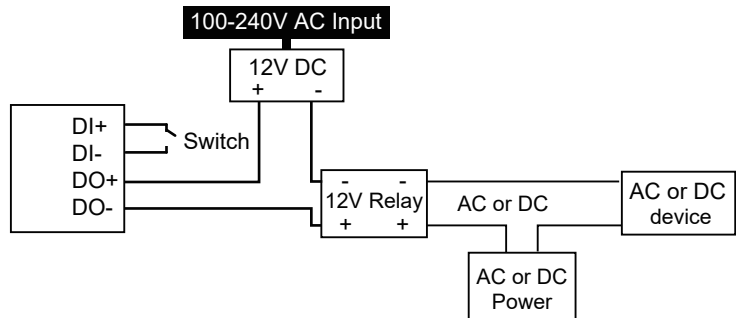 100-240V AC Input
12V DC
+ -
DI+
DI-
DO+
DO-
Switch
- -
12V Relay
+ +
AC or DC
AC or DC
device
AC or DC
Power